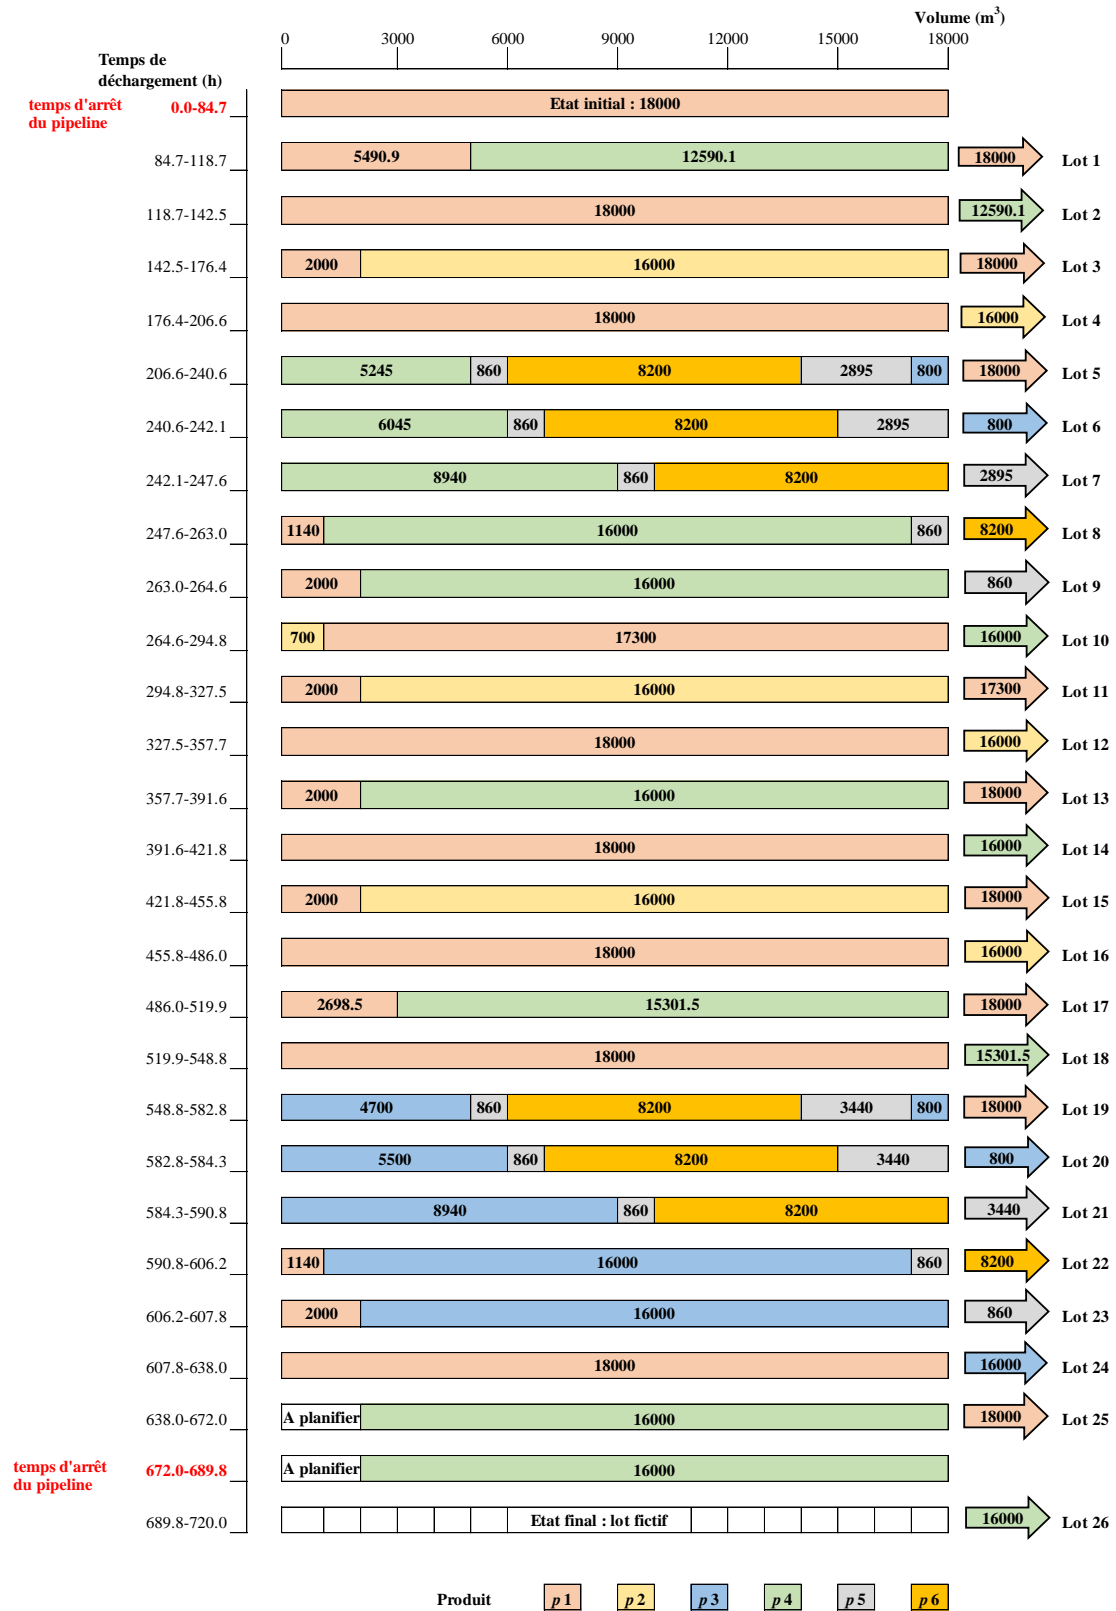 Volume (m³)
0 3000 6000 9000 12000 15000 18000
Temps de
déchargement (h)
temps d'arrêt
du pipeline
0.0-84.7 Etat initial : 18000
84.7-118.7 5490.9 12590.1 18000 Lot 1
118.7-142.5 18000 12590.1 Lot 2
142.5-176.4 2000 16000 18000 Lot 3
176.4-206.6 18000 16000 Lot 4
206.6-240.6 5245 860 8200 2895 800 18000 Lot 5
240.6-242.1 6045 860 8200 2895 800 Lot 6
242.1-247.6 8940 860 8200 2895 Lot 7
247.6-263.0 1140 16000 860 8200 Lot 8
263.0-264.6 2000 16000 860 Lot 9
264.6-294.8 700 17300 16000 Lot 10
294.8-327.5 2000 16000 17300 Lot 11
327.5-357.7 18000 16000 Lot 12
357.7-391.6 2000 16000 18000 Lot 13
391.6-421.8 18000 16000 Lot 14
421.8-455.8 2000 16000 18000 Lot 15
455.8-486.0 18000 16000 Lot 16
486.0-519.9 2698.5 15301.5 18000 Lot 17
519.9-548.8 18000 15301.5 Lot 18
548.8-582.8 4700 860 8200 3440 800 18000 Lot 19
582.8-584.3 5500 860 8200 3440 800 Lot 20
584.3-590.8 8940 860 8200 3440 Lot 21
590.8-606.2 1140 16000 860 8200 Lot 22
606.2-607.8 2000 16000 860 Lot 23
607.8-638.0 18000 16000 Lot 24
638.0-672.0 A planifier 16000 18000 Lot 25
temps d'arrêt
du pipeline
672.0-689.8 A planifier 16000
689.8-720.0 Etat final : lot fictif 16000 Lot 26
Produit p 1 p 2 p 3 p 4 p 5 p 6